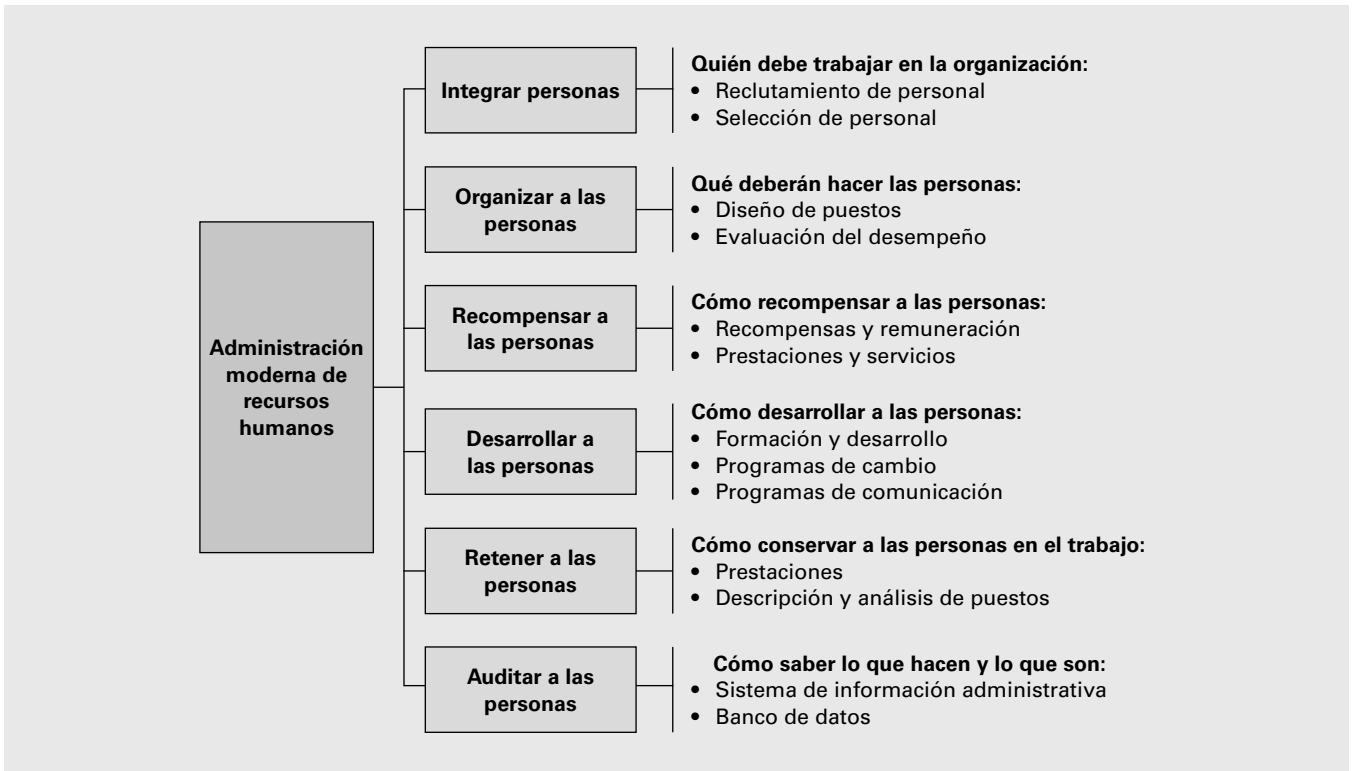 Administración
moderna de
recursos
humanos
Integrar personas
Quién debe trabajar en la organización:
• Reclutamiento de personal
• Selección de personal
Organizar a las
personas
Qué deberán hacer las personas:
• Diseño de puestos
• Evaluación del desempeño
Recompensar a
las personas
Cómo recompensar a las personas:
• Recompensas y remuneración
• Prestaciones y servicios
Desarrollar a
las personas
Cómo desarrollar a las personas:
• Formación y desarrollo
• Programas de cambio
• Programas de comunicación
Retener a las
personas
Cómo conservar a las personas en el trabajo:
• Prestaciones
• Descripción y análisis de puestos
Auditar a las
personas
Cómo saber lo que hacen y lo que son:
• Sistema de información administrativa
• Banco de datos